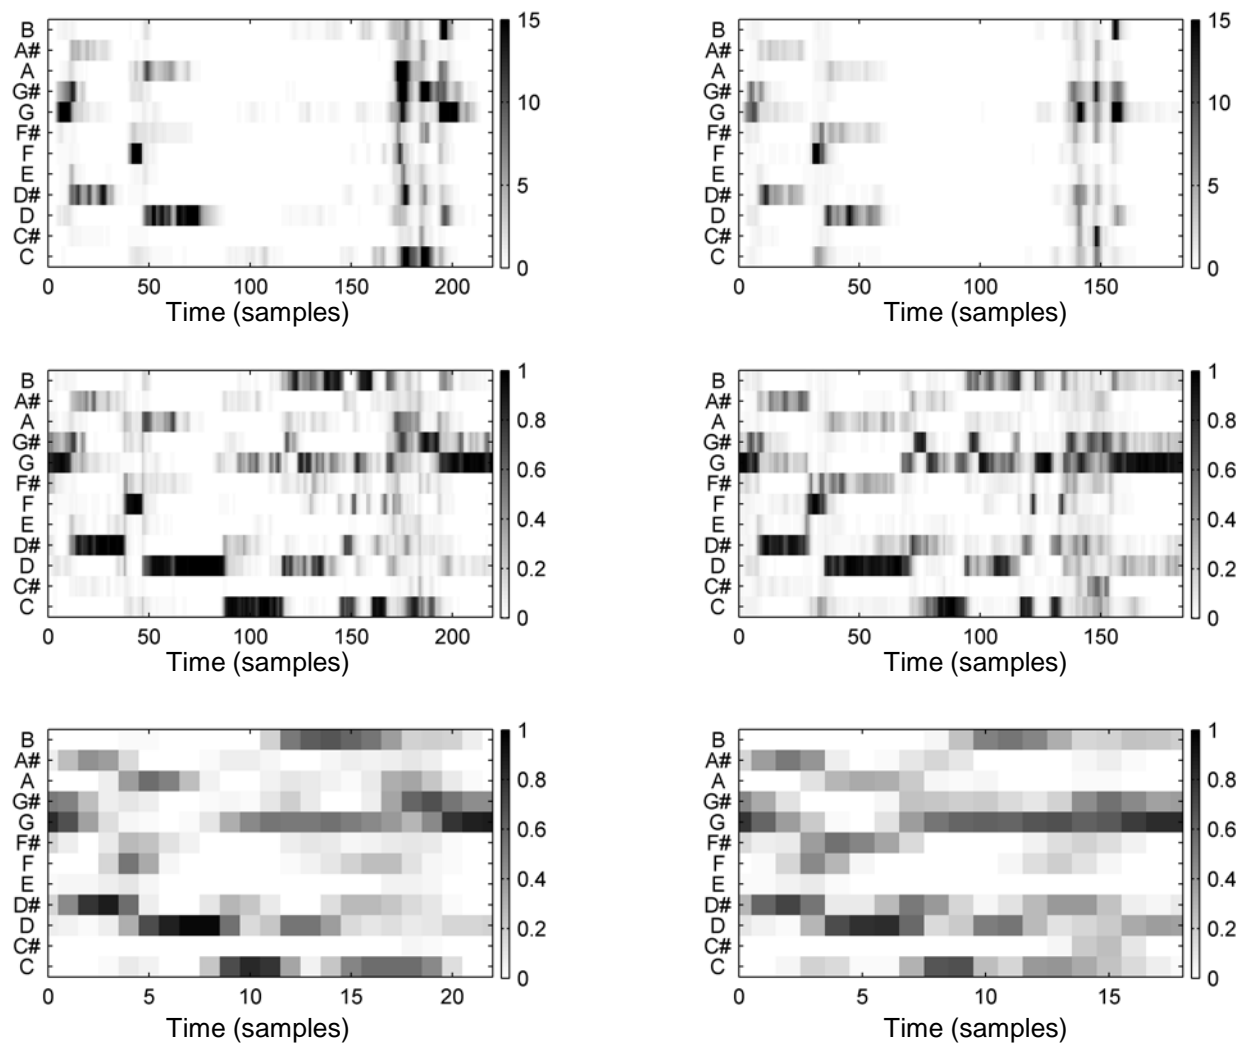 B
A#
A
G#
G
F#
F
E
D#
D
C#
C
15
10
5
0
0 50 100 150 200
Time (samples)
B
A#
A
G#
G
F#
F
E
D#
D
C#
C
15
10
5
0
0 50 100 150
Time (samples)
B
A#
A
G#
G
F#
F
E
D#
D
C#
C
1
0.8
0.6
0.4
0.2
0
0 50 100 150 200
Time (samples)
B
A#
A
G#
G
F#
F
E
D#
D
C#
C
1
0.8
0.6
0.4
0.2
0
0 50 100 150
Time (samples)
B
A#
A
G#
G
F#
F
E
D#
D
C#
C
1
0.8
0.6
0.4
0.2
0
0 5 10 15 20
Time (samples)
B
A#
A
G#
G
F#
F
E
D#
D
C#
C
1
0.8
0.6
0.4
0.2
0
0 5 10 15
Time (samples)